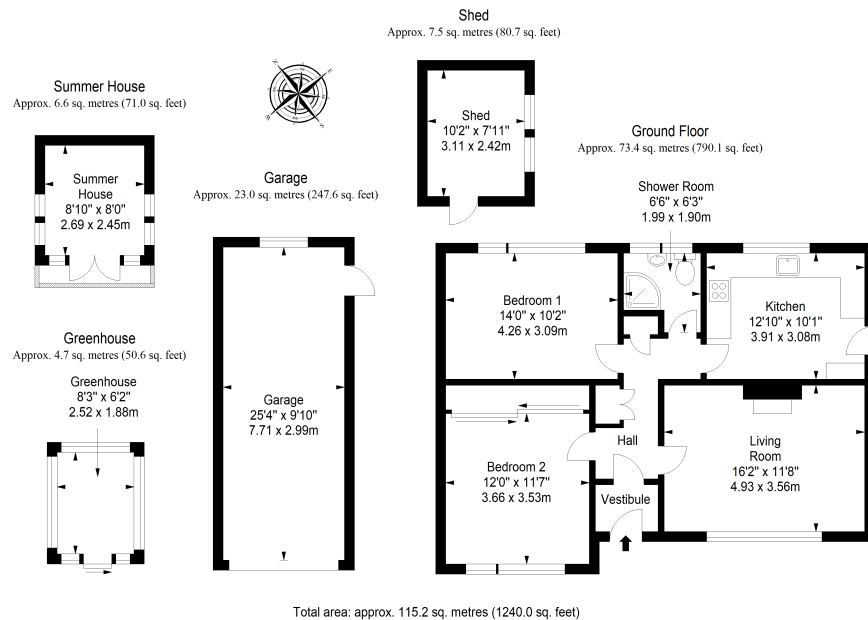 Shed
Approx. 7.5 sq. metres (80.7 sq. feet)
Summer House
Approx. 6.6 sq. metres (71.0 sq. feet)
N
E
W
S
Shed
10'2" x 7'11"
3.11 x 2.42m
Ground Floor
Approx. 73.4 sq. metres (790.1 sq. feet)
Garage
Approx. 23.0 sq. metres (247.6 sq. feet)
Summer
House
8'10" x 8'0"
2.69 x 2.45m
Shower Room
6'6" x 6'3"
1.99 x 1.90m
Bedroom 1
14'0" x 10'2"
4.26 x 3.09m
Kitchen
12'10" x 10'1"
3.91 x 3.08m
Greenhouse
Approx. 4.7 sq. metres (50.6 sq. feet)
Greenhouse
8'3" x 6'2"
2.52 x 1.88m
Garage
25'4" x 9'10"
7.71 x 2.99m
Hall
Living
Room
16'2" x 11'8"
4.93 x 3.56m
Bedroom 2
12'0" x 11'7"
3.66 x 3.53m
Vestibule
Total area: approx. 115.2 sq. metres (1240.0 sq. feet)